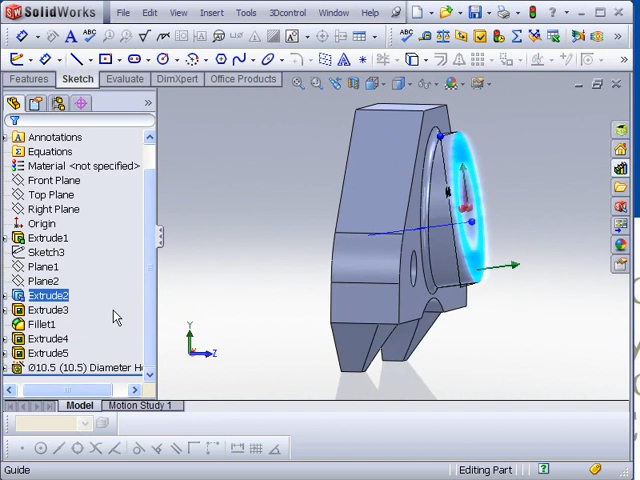 SolidWorks File Edit View Insert Tools 3Dcontrol Window Help
Features Sketch Evaluate DimXpert Office Products
Annotations
Equations
Material <not specified>
Front Plane
Top Plane
Right Plane
Origin
Extrude1
Sketch3
Plane1
Plane2
Extrude2
Extrude3
Fillet1
Extrude4
Extrude5
Ø10.5 (10.5) Diameter H
Y
Z
Model Motion Study 1
Guide Editing Part